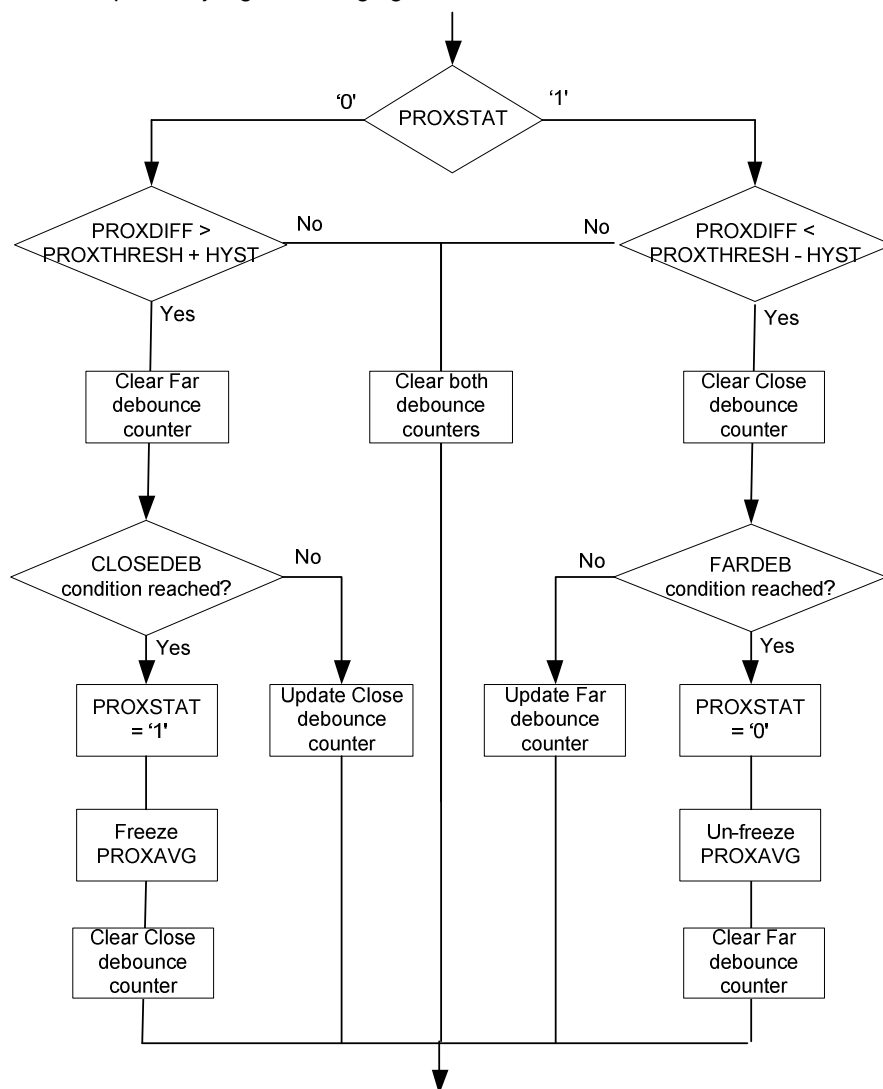 '0'
'1'
PROXSTAT
PROXDIFF >
PROXTHRESH + HYST
No
No
PROXDIFF <
PROXTHRESH - HYST
Yes
Yes
Clear Far
debounce
counter
Clear both
debounce
counters
Clear Close
debounce
counter
CLOSEDEB
condition reached?
No
No
FARDEB
condition reached?
Yes
Yes
PROXSTAT
= '1'
Update Close
debounce
counter
Update Far
debounce
counter
PROXSTAT
= '0'
Freeze
PROXAVG
Un-freeze
PROXAVG
Clear Close
debounce
counter
Clear Far
debounce
counter